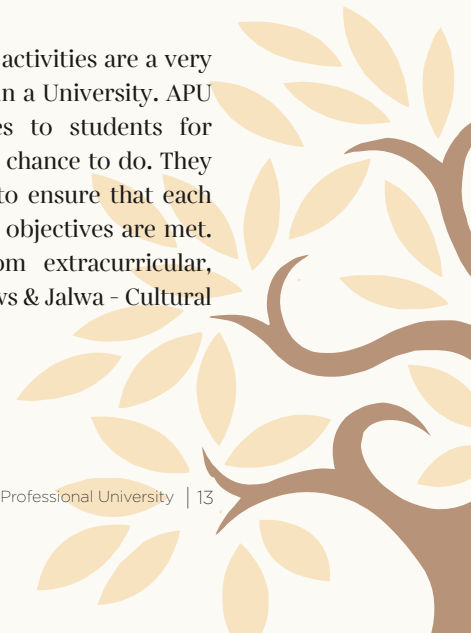 activities are a very
in a University. APU
es to students for
chance to do. They
to ensure that each
objectives are met.
om extracurricular,
ws & Jalwa - Cultural
Professional University | 13